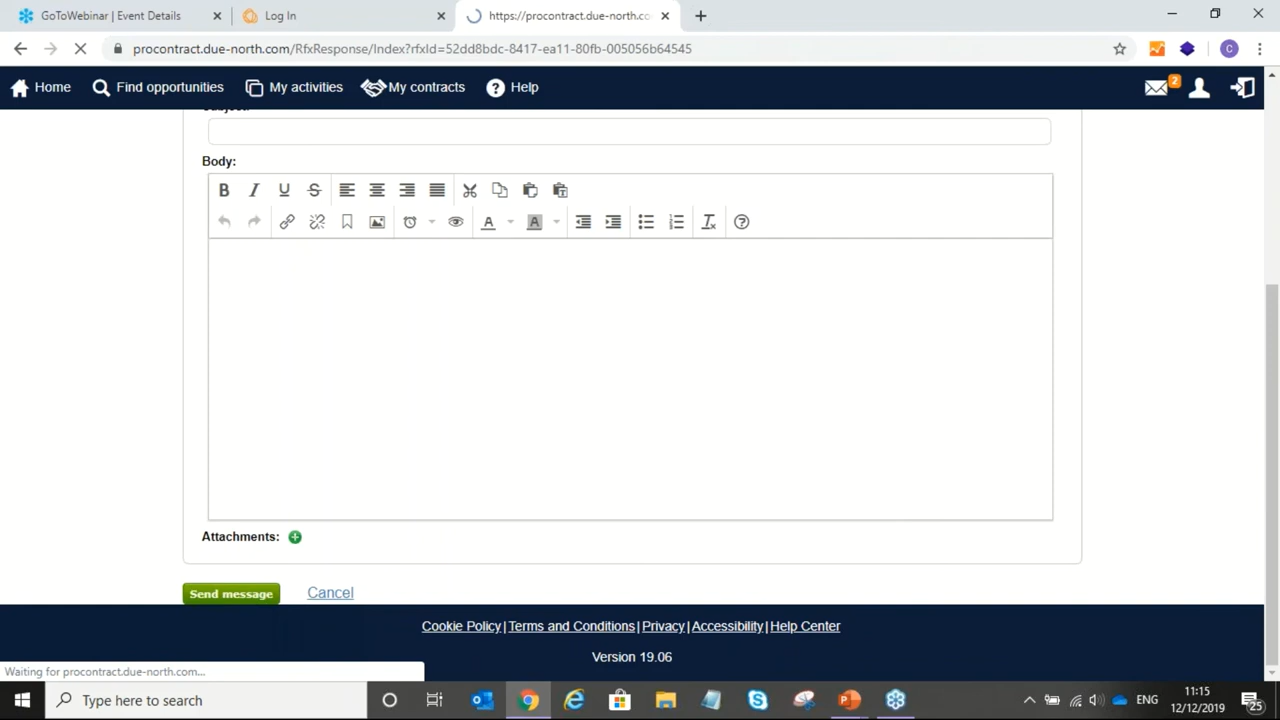 GoToWebinar | Event Details
Log In
https://procontract.due-north.co
procontract.due-north.com/RfxResponse/Index?rfxId=52dd8bdc-8417-ea11-80fb-005056b64545
C
Home
Find opportunities
My activities
My contracts
Help
2
Subject:
Body:
B I U S
A A
Attachments:
Send message
Cancel
Cookie Policy | Terms and Conditions | Privacy | Accessibility | Help Center
Version 19.06
Waiting for procontract.due-north.com...
Type here to search
ENG
11:15
12/12/2019
25